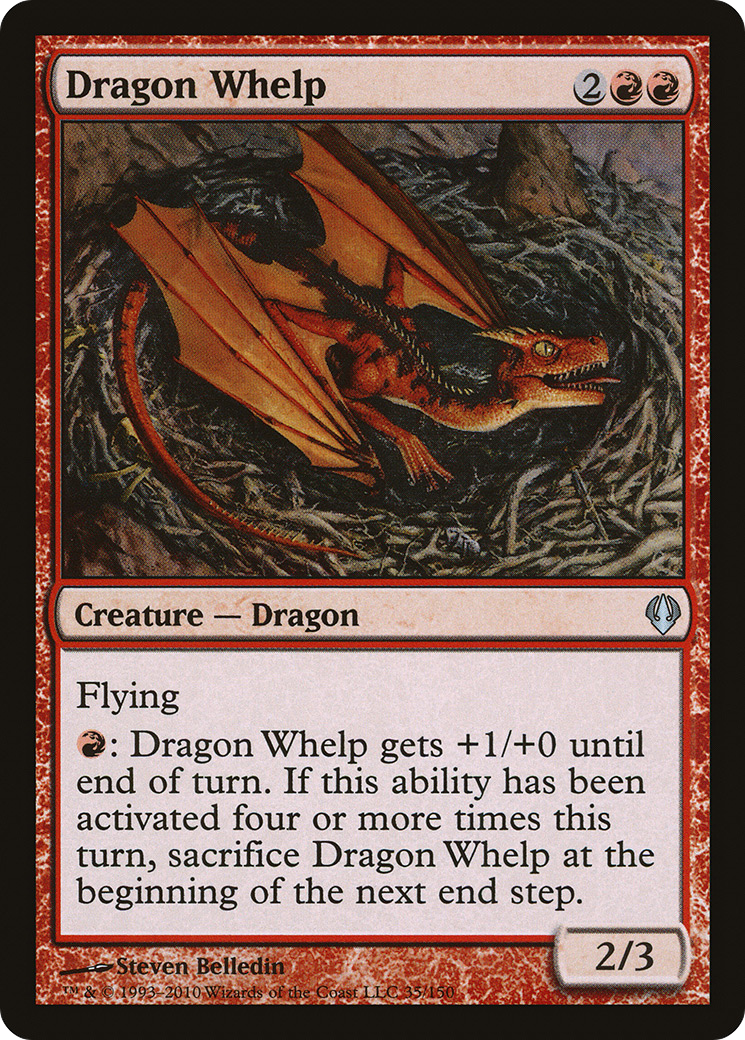 Dragon Whelp 2
Creature — Dragon
Flying
: Dragon Whelp gets +1/+0 until
end of turn. If this ability has been
activated four or more times this
turn, sacrifice Dragon Whelp at the
beginning of the next end step.
2/3
Steven Belledin
™ & © 1993–2010 Wizards of the Coast LLC 35/150